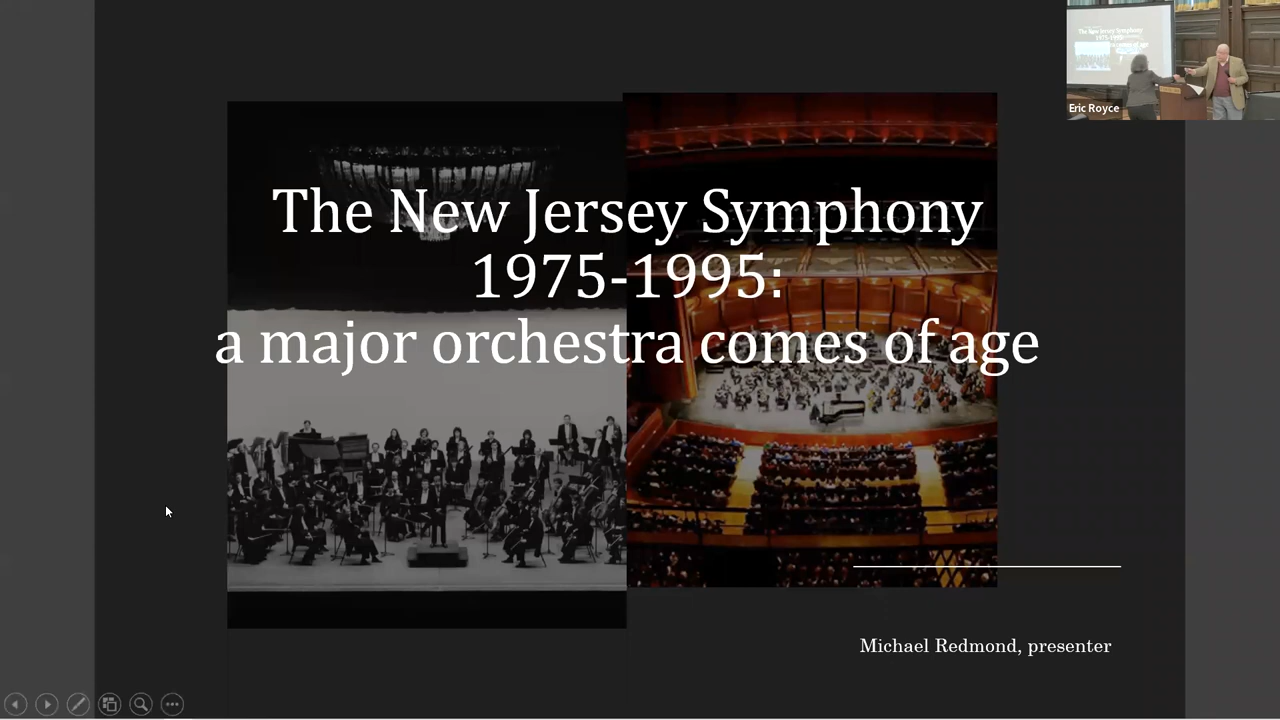 The New Jersey Symphony
1975-1995:
a major orchestra comes of age
Michael Redmond, presenter
Eric Royce